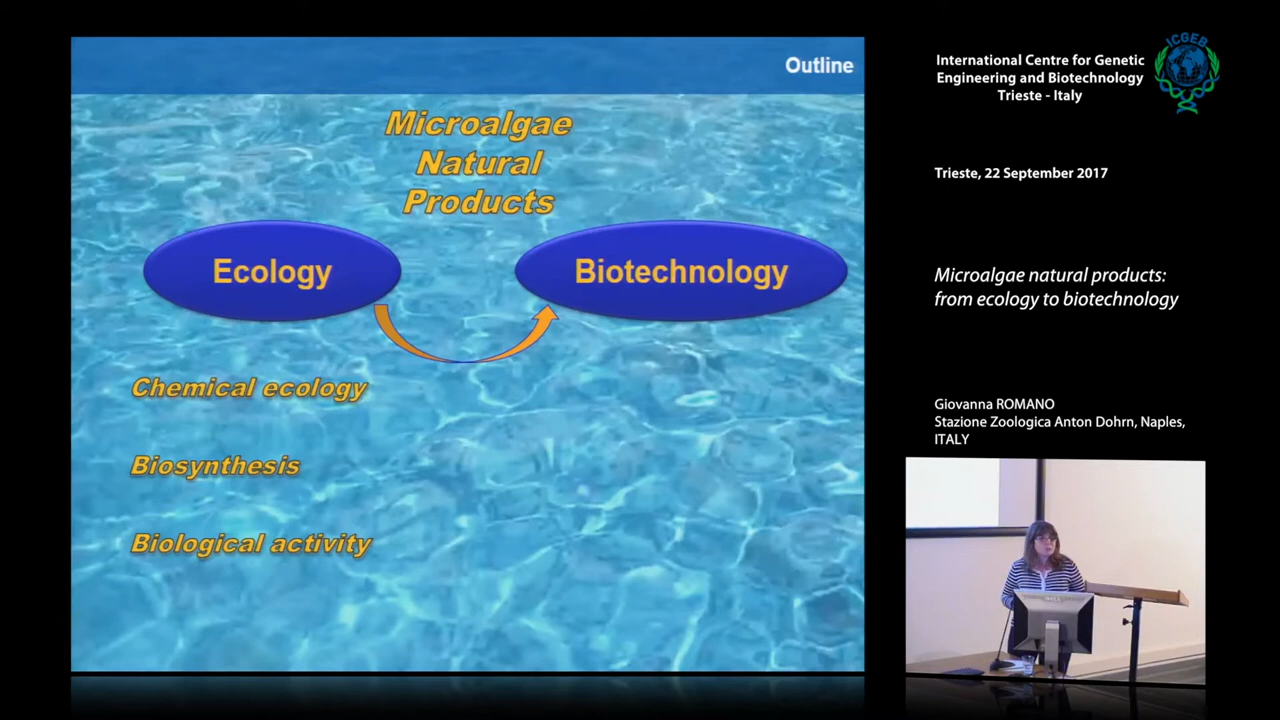 Outline
Microalgae
Natural
Products
Ecology
Biotechnology
Chemical ecology
Biosynthesis
Biological activity
International Centre for Genetic
Engineering and Biotechnology
Trieste - Italy
ICGEB
Trieste, 22 September 2017
Microalgae natural products:
from ecology to biotechnology
Giovanna ROMANO
Stazione Zoologica Anton Dohrn, Naples,
ITALY